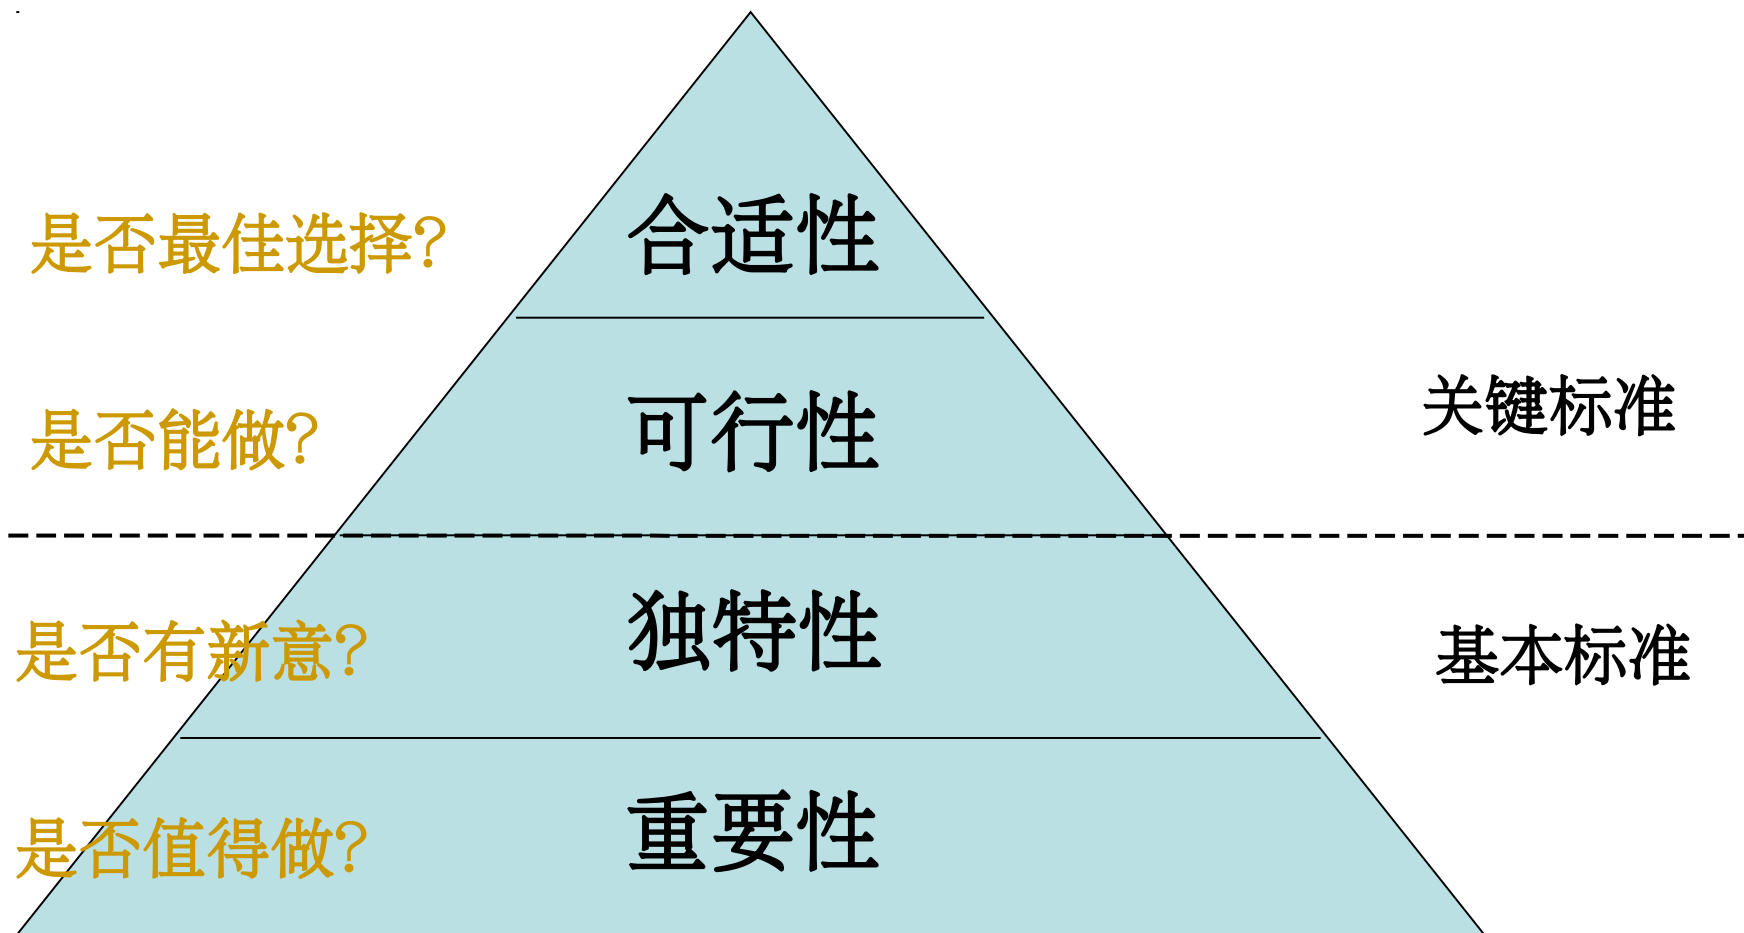 是否最佳选择?
合适性
是否能做?
可行性
关键标准
是否有新意?
独特性
基本标准
是否值得做?
重要性